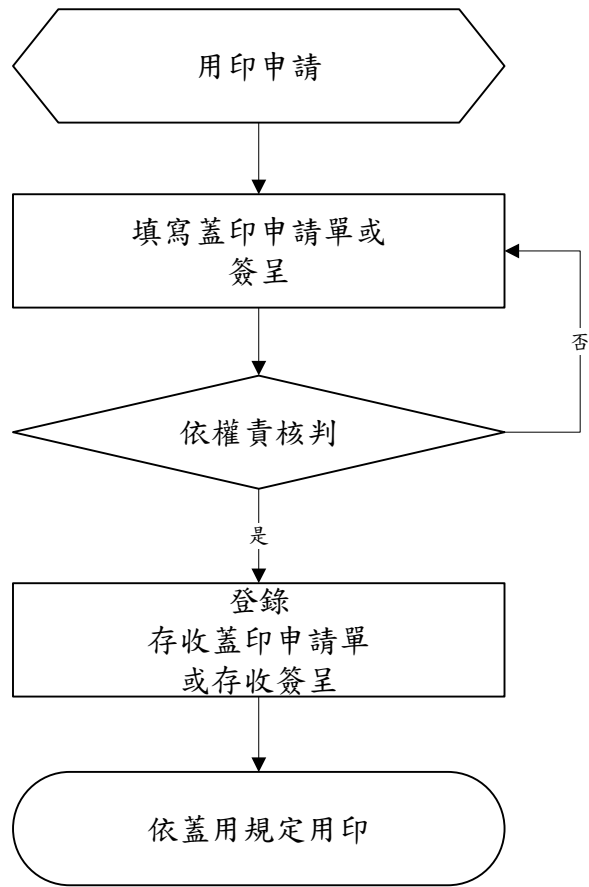 用印申請
填寫蓋印申請單或
簽呈
否
依權責核判
是
登錄
存收蓋印申請單
或存收簽呈
依蓋用規定用印